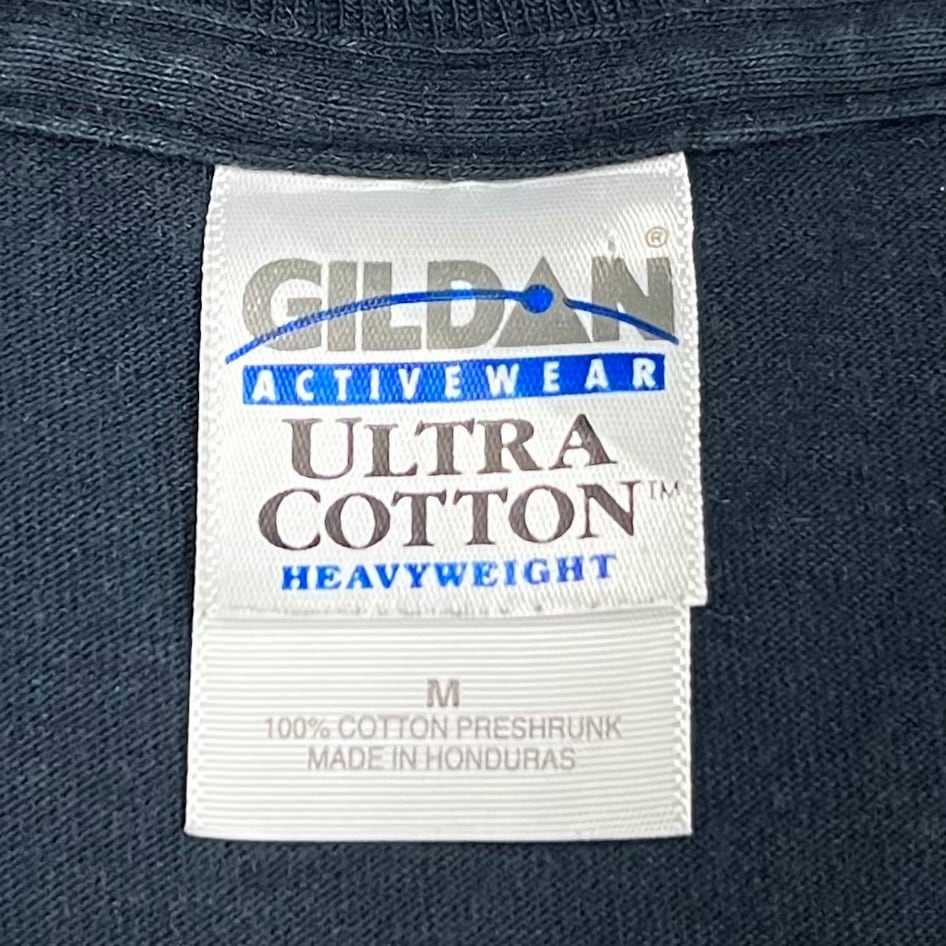 GILDAN®
ACTIVEWEAR
ULTRA
COTTON™
HEAVYWEIGHT
M
100% COTTON PRESHRUNK
MADE IN HONDURAS